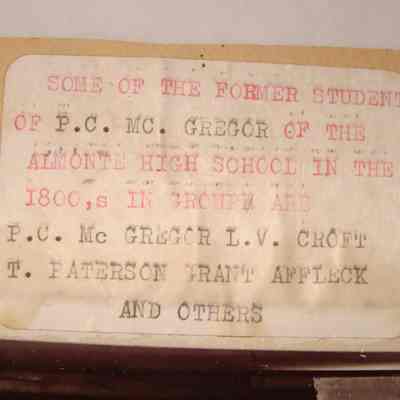 SOME OF THE FORMER STUDENT
OF P.C. MC. GREGOR OF THE
ALMONTE HIGH SCHOOL IN THE
1800,s IN GROUPE ARE
P.C. Mc GREGOR L.V. CROFT
T. PATERSON GRANT AFFLECK
AND OTHERS